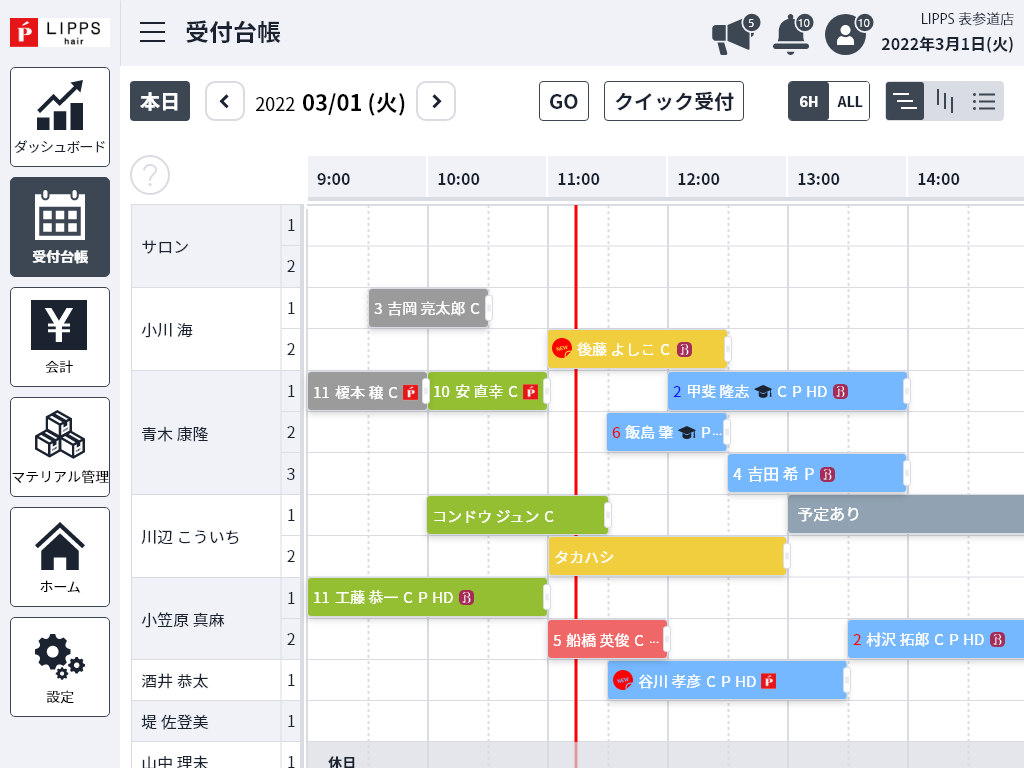 LIPPS
hair
受付台帳
5
10
10
LIPPS 表参道店
2022年3月1日(火)
ダッシュボード
受付台帳
会計
マテリアル管理
ホーム
設定
本日
2022 03/01 (火)
GO
クイック受付
6H
ALL
?
9:00
10:00
11:00
12:00
13:00
14:00
サロン
1
2
小川 海
1
3 吉岡 亮太郎 C
2
NEW 後藤 よしこ C B
青木 康隆
1
11 榎本 穣 C P
10 安 直幸 C P
2 甲斐 隆志 C P HD B
2
6 飯島 肇 P...
3
4 吉田 希 P B
川辺 こういち
1
コンドウ ジュン C
予定あり
2
タカハシ
小笠原 真麻
1
11 工藤 恭一 C P HD B
2
5 船橋 英俊 C ...
2 村沢 拓郎 C P HD B
酒井 恭太
1
NEW 谷川 孝彦 C P HD P
堤 佐登美
1
山中 理未
1
休日